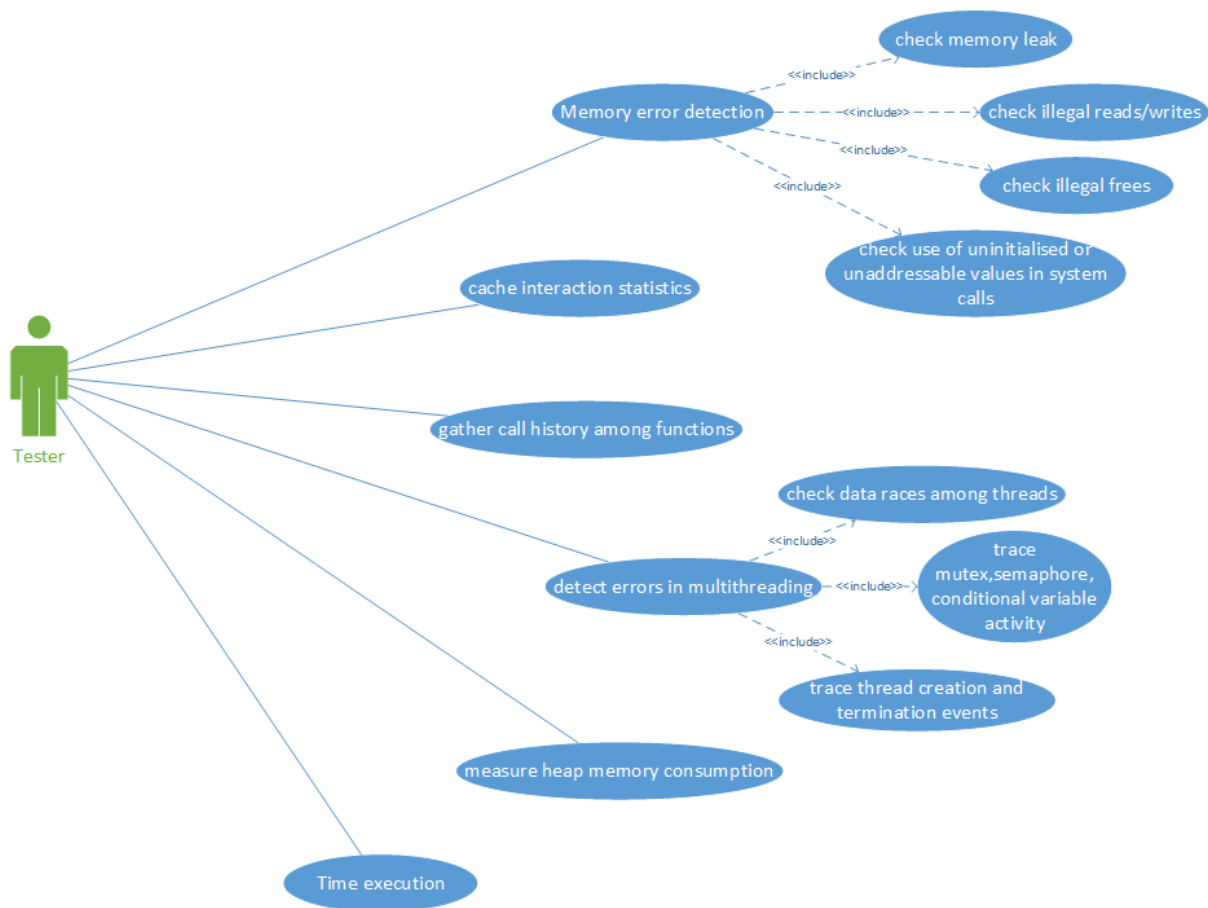 check memory leak
<<include>>
Memory error detection
<<include>>
check illegal reads/writes
<<include>>
check illegal frees
<<include>>
check use of uninitialised or
unaddressable values in system
calls
cache interaction statistics
Tester
gather call history among functions
check data races among threads
<<include>>
detect errors in multithreading
<<include>>
trace
mutex,semaphore,
conditional variable
activity
<<include>>
trace thread creation and
termination events
measure heap memory consumption
Time execution